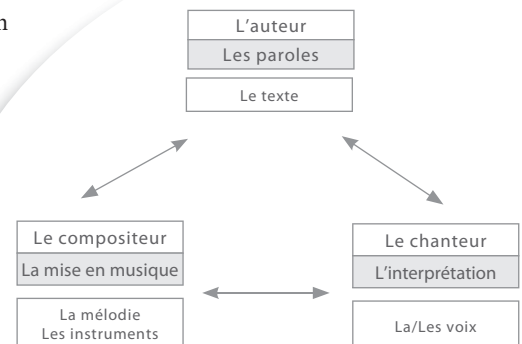 L'auteur
Les paroles
Le texte
Le compositeur
La mise en musique
La mélodie
Les instruments
Le chanteur
L'interprétation
La/Les voix